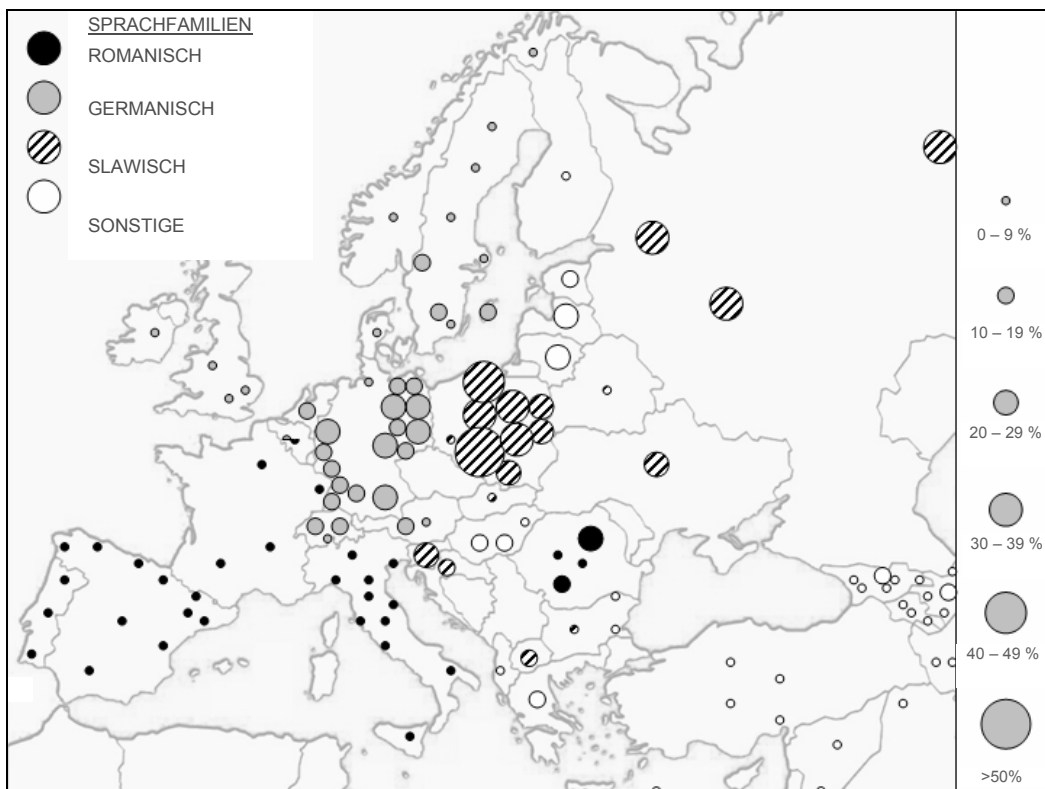 SPRACHFAMILIEN
ROMANISCH
GERMANISCH
SLAWISCH
SONSTIGE
0 – 9 %
10 – 19 %
20 – 29 %
30 – 39 %
40 – 49 %
>50%